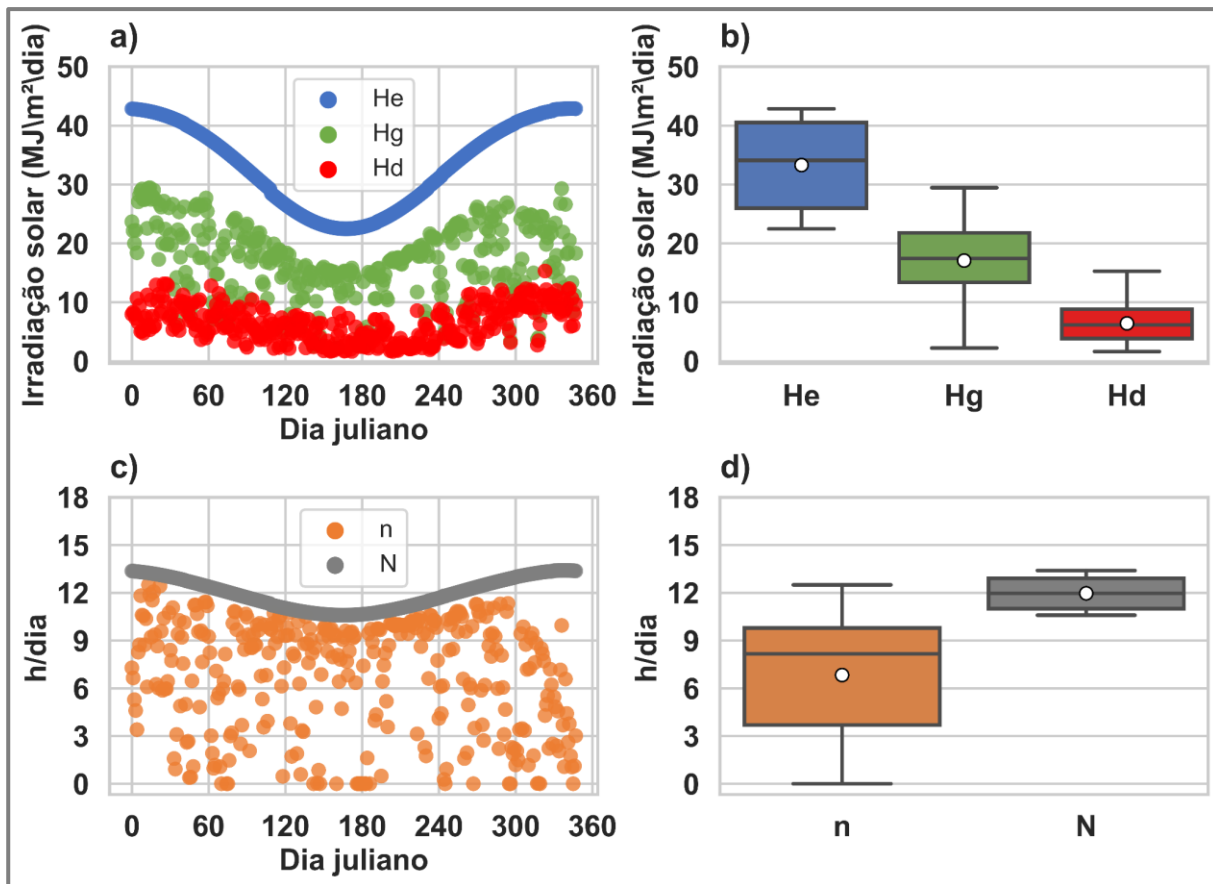 a)
Irradiação solar (MJ\m²\dia)
50
40
30
20
10
0
He
Hg
Hd
0 60 120 180 240 300 360
Dia juliano
b)
Irradiação solar (MJ\m²\dia)
50
40
30
20
10
0
He Hg Hd
c)
h/dia
18
15
12
9
6
3
0
n
N
0 60 120 180 240 300 360
Dia juliano
d)
h/dia
18
15
12
9
6
3
0
n N